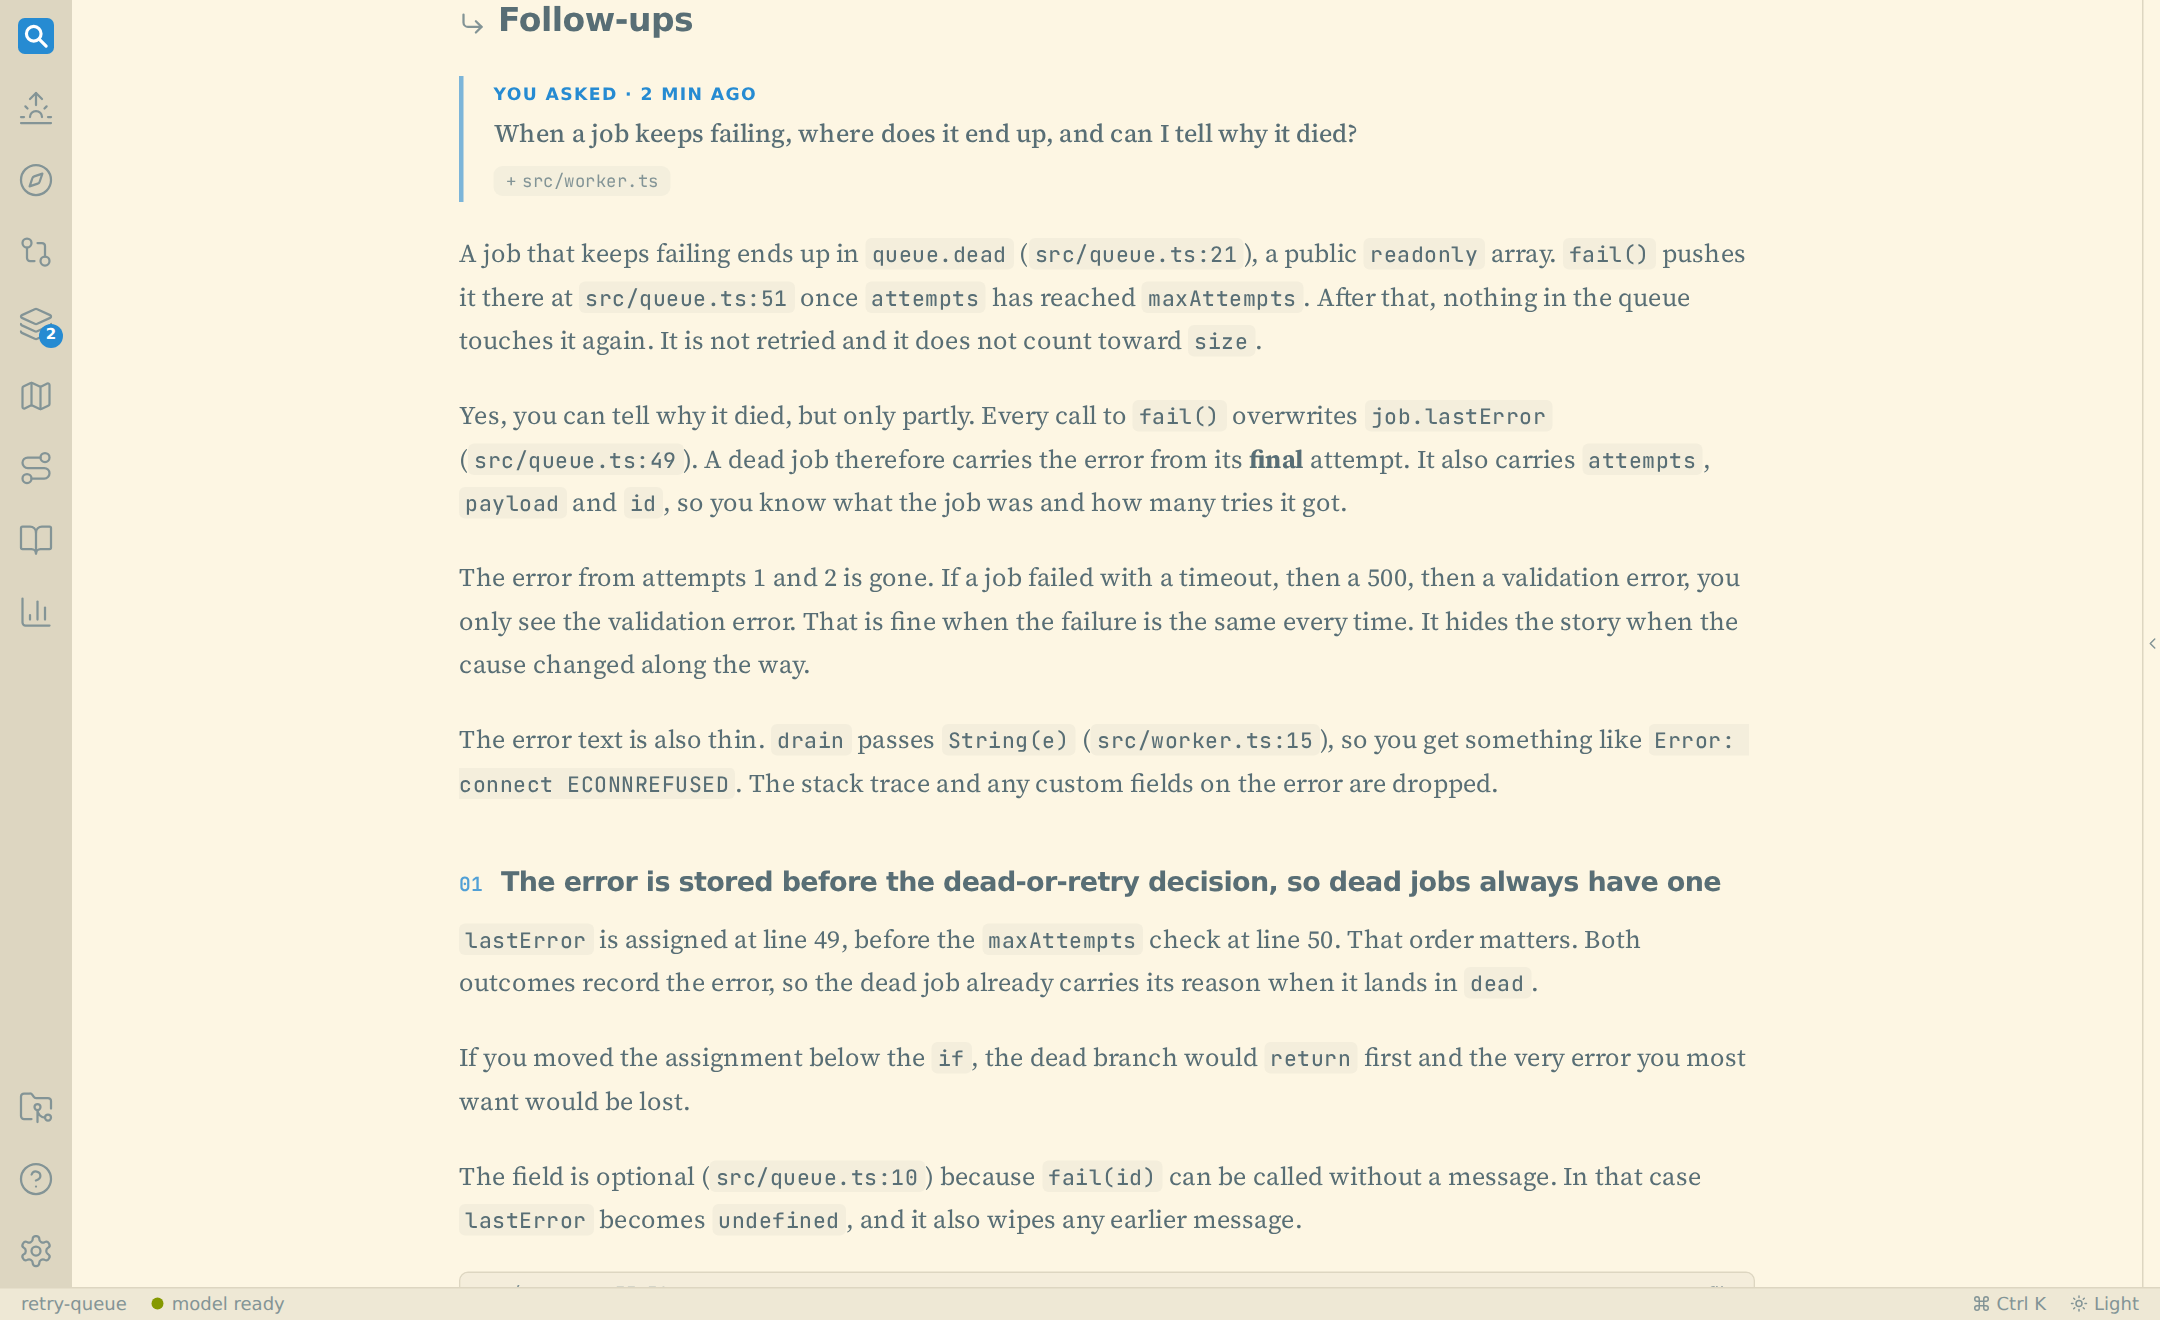 Follow-ups
YOU ASKED · 2 MIN AGO
When a job keeps failing, where does it end up, and can I tell why it died?
+ src/worker.ts
A job that keeps failing ends up in queue.dead (src/queue.ts:21), a public readonly array. fail() pushes
it there at src/queue.ts:51 once attempts has reached maxAttempts. After that, nothing in the queue
touches it again. It is not retried and it does not count toward size.
Yes, you can tell why it died, but only partly. Every call to fail() overwrites job.lastError
(src/queue.ts:49). A dead job therefore carries the error from its final attempt. It also carries attempts,
payload and id, so you know what the job was and how many tries it got.
The error from attempts 1 and 2 is gone. If a job failed with a timeout, then a 500, then a validation error, you
only see the validation error. That is fine when the failure is the same every time. It hides the story when the
cause changed along the way.
The error text is also thin. drain passes String(e) (src/worker.ts:15), so you get something like Error:
connect ECONNREFUSED. The stack trace and any custom fields on the error are dropped.
01 The error is stored before the dead-or-retry decision, so dead jobs always have one
lastError is assigned at line 49, before the maxAttempts check at line 50. That order matters. Both
outcomes record the error, so the dead job already carries its reason when it lands in dead.
If you moved the assignment below the if, the dead branch would return first and the very error you most
want would be lost.
The field is optional (src/queue.ts:10) because fail(id) can be called without a message. In that case
lastError becomes undefined, and it also wipes any earlier message.
2
retry-queue
model ready
⌘ Ctrl K
Light